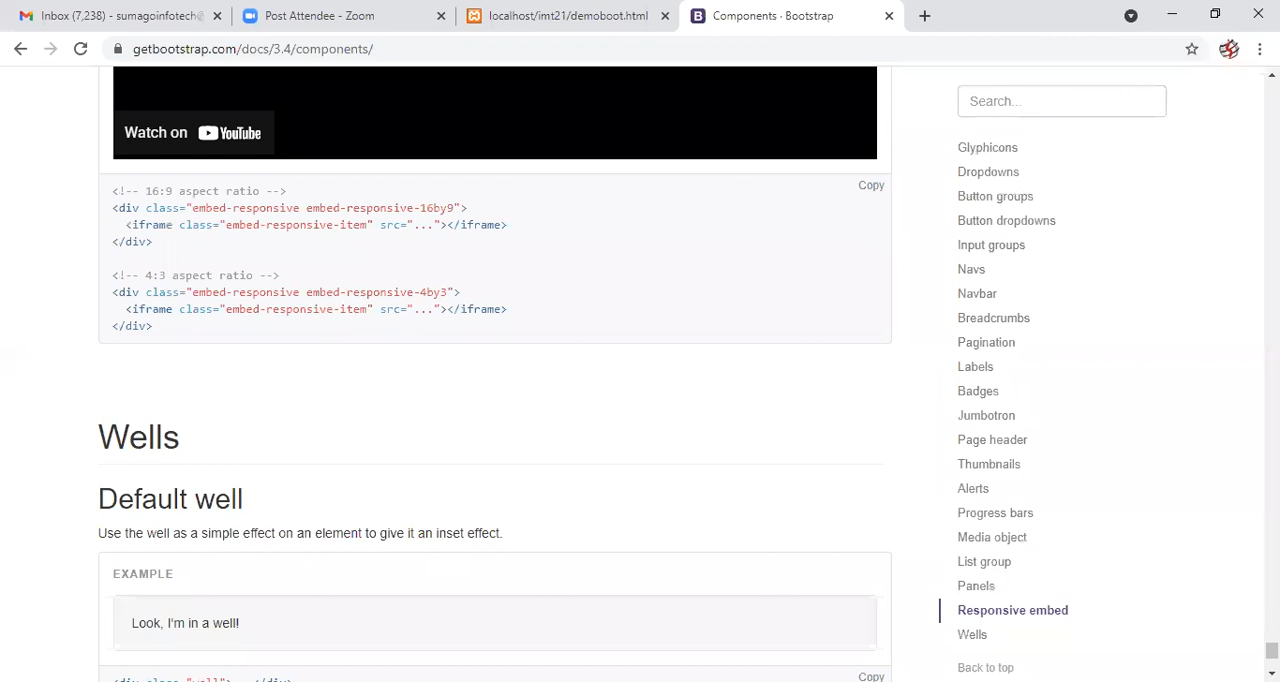 Inbox (7,238) - sumagoinfotech@
Post Attendee - Zoom
localhost/imt21/demoboot.html
Components · Bootstrap
getbootstrap.com/docs/3.4/components/
Watch on YouTube
Copy
<!-- 16:9 aspect ratio -->
<div class="embed-responsive embed-responsive-16by9">
<iframe class="embed-responsive-item" src="..."></iframe>
</div>
<!-- 4:3 aspect ratio -->
<div class="embed-responsive embed-responsive-4by3">
<iframe class="embed-responsive-item" src="..."></iframe>
</div>
Wells
Default well
Use the well as a simple effect on an element to give it an inset effect.
EXAMPLE
Look, I'm in a well!
<div class="well">...</div>
Copy
Search...
Glyphicons
Dropdowns
Button groups
Button dropdowns
Input groups
Navs
Navbar
Breadcrumbs
Pagination
Labels
Badges
Jumbotron
Page header
Thumbnails
Alerts
Progress bars
Media object
List group
Panels
Responsive embed
Wells
Back to top